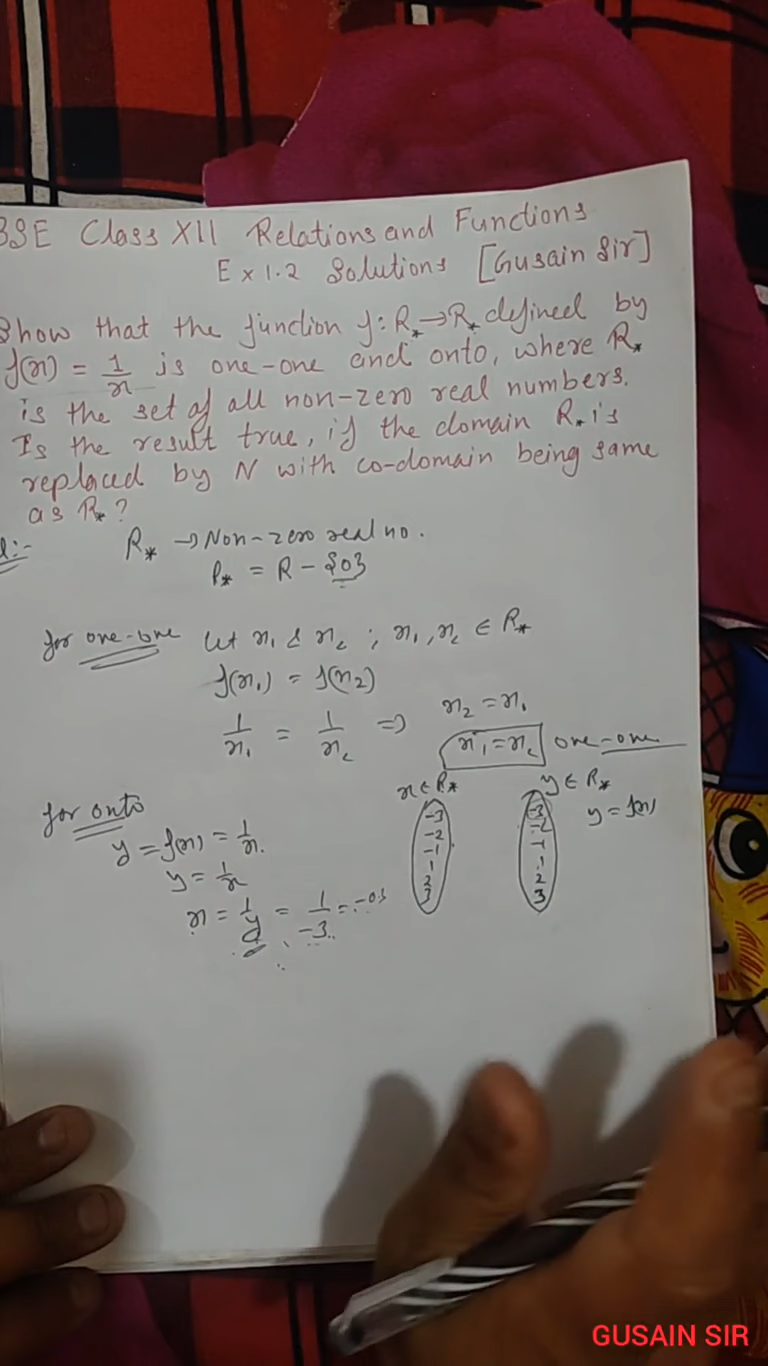 BSE Class XII Relations and Functions
Ex 1.2 Solutions [Gusain Sir]
Show that the function f: R* → R* defined by
f(x) = 1/x is one-one and onto, where R*
is the set of all non-zero real numbers.
Is the result true, if the domain R* is
replaced by N with co-domain being same
as R*?
l:- R* → Non-zero real no.
R* = R - {0}
for one-one Let x₁ & x₂ ; x₁, x₂ ∈ R*
f(x₁) = f(x₂)
1/x₁ = 1/x₂ ⇒ x₂ = x₁
x₁ = x₂ one-one
for onto
y = f(x) = 1/x.
y = 1/x
x = 1/y = 1/-3 = -0.3
x ∈ R*
-3
-2
-1
1
2
3
y ∈ R*
-3
-2
-1
1
2
3
y = f(x)
GUSAIN SIR